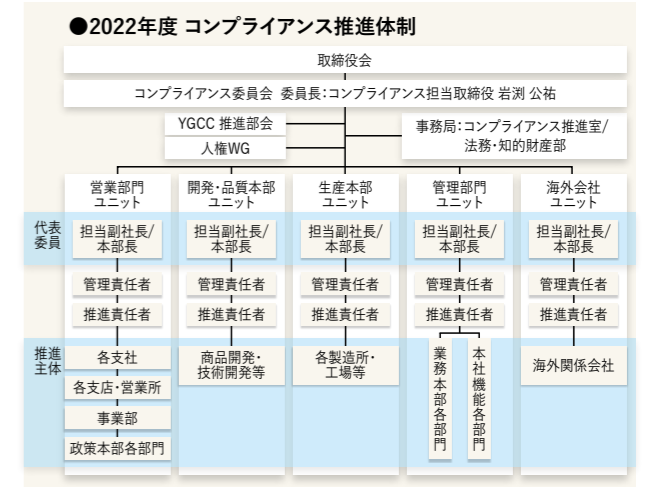 ●2022年度 コンプライアンス推進体制
取締役会
コンプライアンス委員会 委員長：コンプライアンス担当取締役 岩渕 公祐
YGCC 推進部会
人権WG
事務局：コンプライアンス推進室/
法務・知的財産部
営業部門
ユニット
開発・品質本部
ユニット
生産本部
ユニット
管理部門
ユニット
海外会社
ユニット
代表
委員
担当副社長/
本部長
担当副社長/
本部長
担当副社長/
本部長
担当副社長/
本部長
担当副社長/
本部長
管理責任者
管理責任者
管理責任者
管理責任者
管理責任者
推進責任者
推進責任者
推進責任者
推進責任者
推進責任者
推進
主体
各支社
各支店・営業所
事業部
政策本部各部門
商品開発・
技術開発等
各製造所・
工場等
業務本部各部門
本社機能各部門
海外関係会社